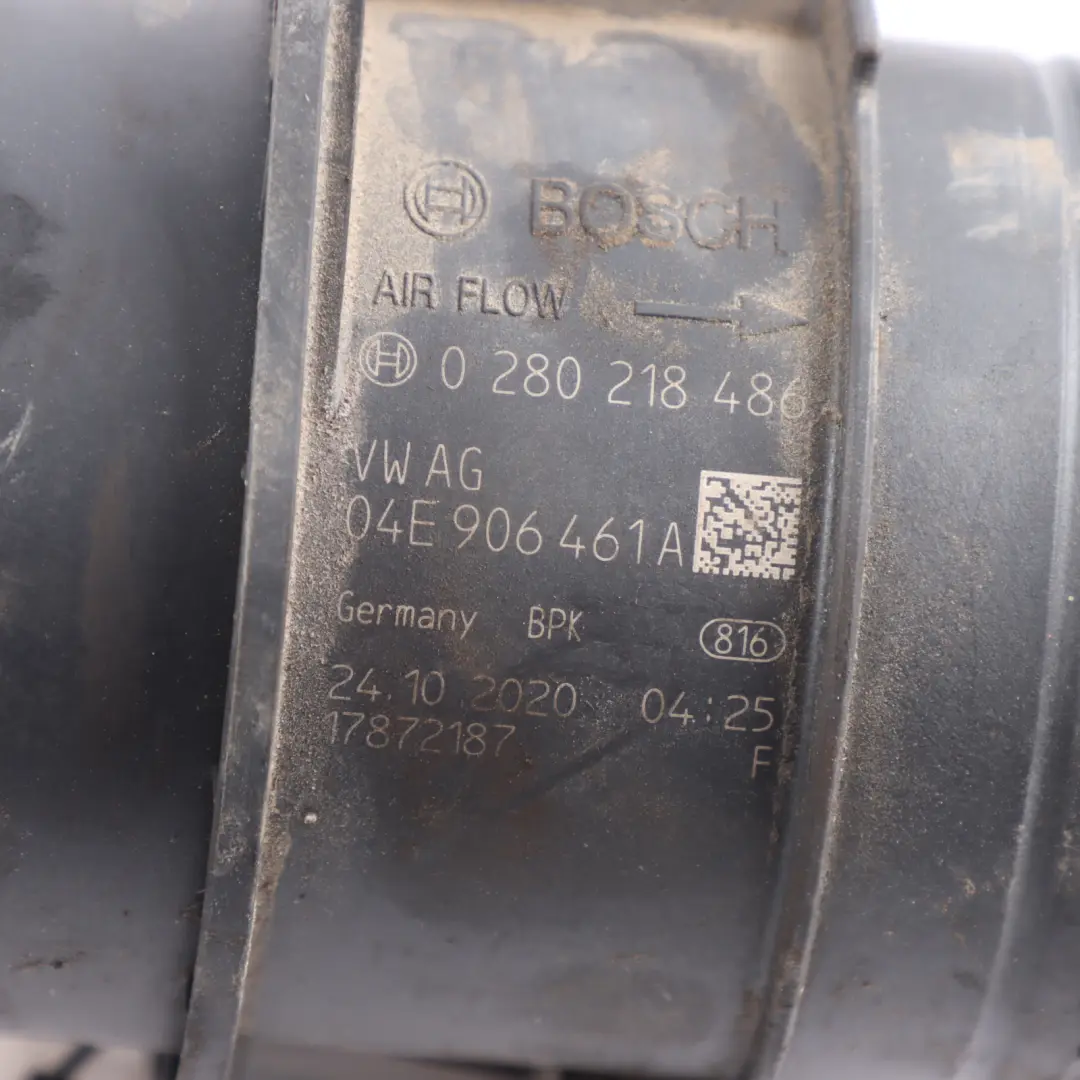 BOSCH
AIR FLOW
0 280 218 486
VW AG
04E 906 461 A
Germany BPK 816
24.10.2020 04:25
17872187
F